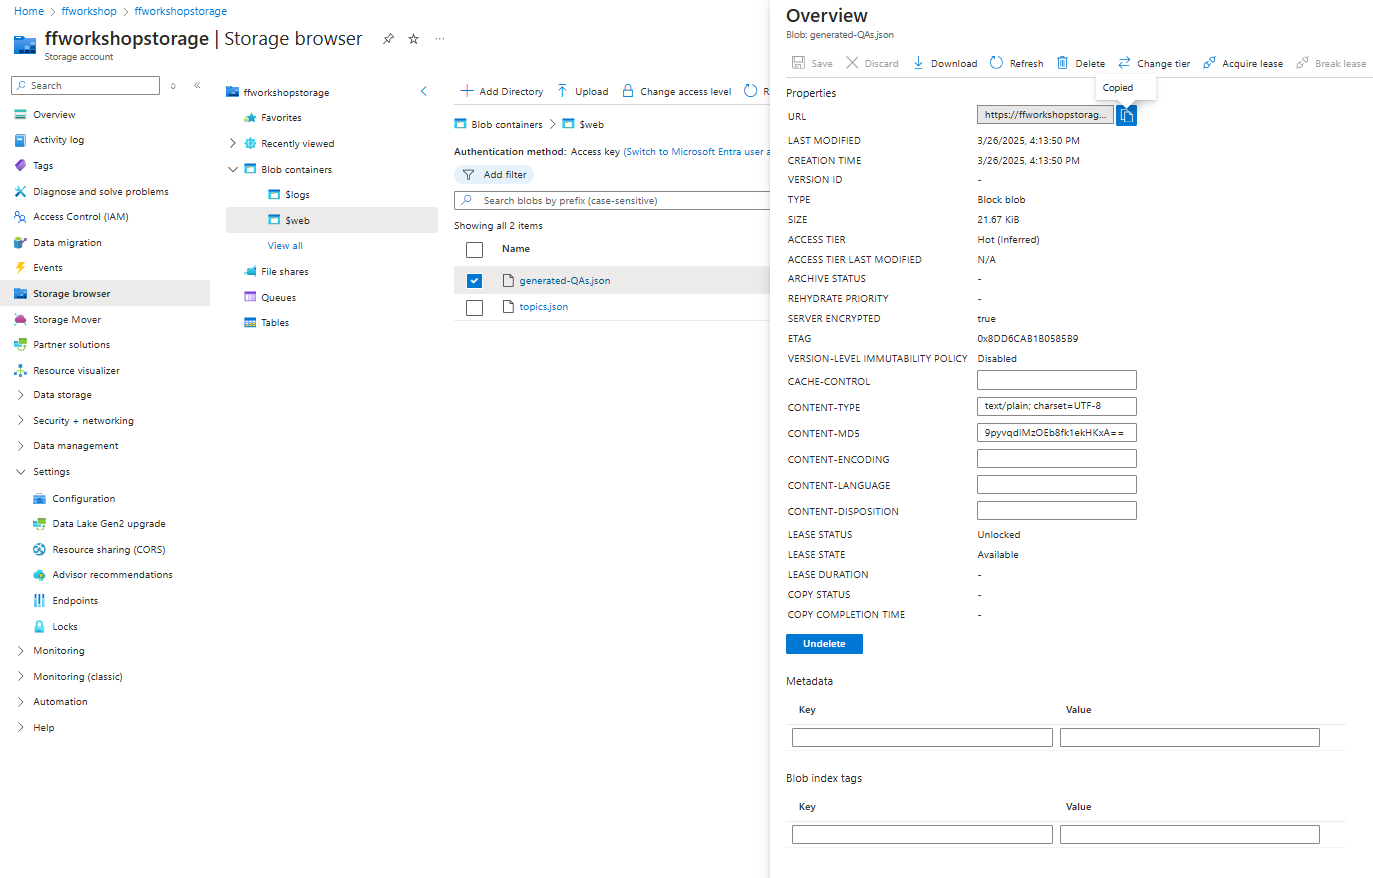 Home > ffworkshop > ffworkshopstorage
ffworkshopstorage | Storage browser
Storage account
Search
Overview
Activity log
Tags
Diagnose and solve problems
Access Control (IAM)
Data migration
Events
Storage browser
Storage Mover
Partner solutions
Resource visualizer
Data storage
Security + networking
Data management
Settings
Configuration
Data Lake Gen2 upgrade
Resource sharing (CORS)
Advisor recommendations
Endpoints
Locks
Monitoring
Monitoring (classic)
Automation
Help
ffworkshopstorage
Favorites
Recently viewed
Blob containers
$logs
$web
View all
File shares
Queues
Tables
Add Directory Upload Change access level R
Blob containers > $web
Authentication method: Access key (Switch to Microsoft Entra user a
Add filter
Search blobs by prefix (case-sensitive)
Showing all 2 items
Name
generated-QAs.json
topics.json
Overview
Blob: generated-QAs.json
Save Discard Download Refresh Delete Change tier Acquire lease Break lease
Copied
Properties
URL https://ffworkshopstorag...
LAST MODIFIED 3/26/2025, 4:13:50 PM
CREATION TIME 3/26/2025, 4:13:50 PM
VERSION ID -
TYPE Block blob
SIZE 21.67 KiB
ACCESS TIER Hot (Inferred)
ACCESS TIER LAST MODIFIED N/A
ARCHIVE STATUS -
REHYDRATE PRIORITY -
SERVER ENCRYPTED true
ETAG 0x8DD6CAB1B0585B9
VERSION-LEVEL IMMUTABILITY POLICY Disabled
CACHE-CONTROL
CONTENT-TYPE text/plain; charset=UTF-8
CONTENT-MD5 9pyvqdIMzOEb8fk1ekHKxA==
CONTENT-ENCODING
CONTENT-LANGUAGE
CONTENT-DISPOSITION
LEASE STATUS Unlocked
LEASE STATE Available
LEASE DURATION -
COPY STATUS -
COPY COMPLETION TIME -
Undelete
Metadata
Key Value
Blob index tags
Key Value